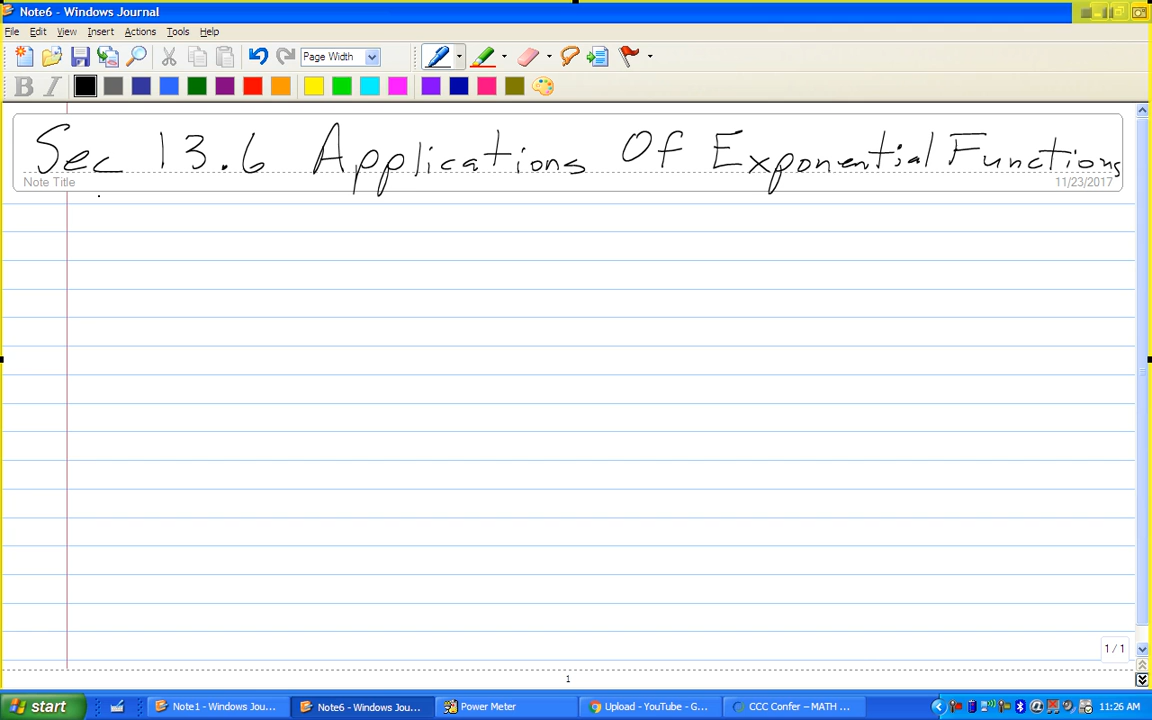 Note6 - Windows Journal
File Edit View Insert Actions Tools Help
Page Width
B I
Sec 13.6 Applications Of Exponential Functions
Note Title
11/23/2017
1 / 1
1
start
Note1 - Windows Jou...
Note6 - Windows Jou...
Power Meter
Upload - YouTube - G...
CCC Confer – MATH ...
11:26 AM